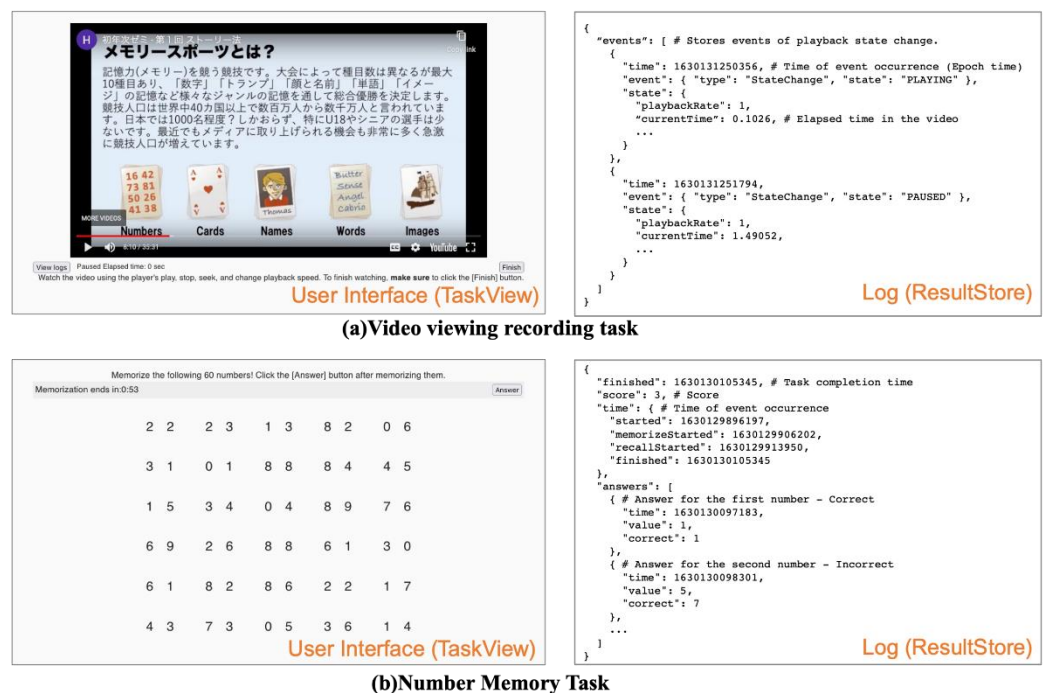 H 初年次ゼミ - 第1回 ストーリー法
メモリースポーツとは？
記憶力(メモリー)を競う競技です。大会によって種目数は異なるが最大
10種目あり、「数字」「トランプ」「顔と名前」「単語」「イメー
ジ」の記憶など様々なジャンルの記憶を通して総合優勝を決定します。
競技人口は世界中40カ国以上で数百万人から数千万人と言われていま
す。日本では1000名程度？しかおらず、特にU18やシニアの選手は少
ないです。最近でもメディアに取り上げられる機会も非常に多く急激
に競技人口が増えています。
16 42
73 81
50 26
41 38
Thomas
Butter
Sense
Angel
Cabrio
MORE VIDEOS
Numbers Cards Names Words Images
8:10 / 35:31
CC YouTube
View logs Paused Elapsed time: 0 sec Finish
Watch the video using the player's play, stop, seek, and change playback speed. To finish watching, make sure to click the [Finish] button.
User Interface (TaskView)
{
"events": [ # Stores events of playback state change.
{
"time": 1630131250356, # Time of event occurrence (Epoch time)
"event": { "type": "StateChange", "state": "PLAYING" },
"state": {
"playbackRate": 1,
"currentTime": 0.1026, # Elapsed time in the video
...
}
},
{
"time": 1630131251794,
"event": { "type": "StateChange", "state": "PAUSED" },
"state": {
"playbackRate": 1,
"currentTime": 1.49052,
...
}
}
]
}
Log (ResultStore)
(a)Video viewing recording task
Memorize the following 60 numbers! Click the [Answer] button after memorizing them.
Memorization ends in:0:53 Answer
2 2 2 3 1 3 8 2 0 6
3 1 0 1 8 8 8 4 4 5
1 5 3 4 0 4 8 9 7 6
6 9 2 6 8 8 6 1 3 0
6 1 8 2 8 6 2 2 1 7
4 3 7 3 0 5 3 6 1 4
User Interface (TaskView)
{
"finished": 1630130105345, # Task completion time
"score": 3, # Score
"time": { # Time of event occurrence
"started": 1630129896197,
"memorizeStarted": 1630129906202,
"recallStarted": 1630129913950,
"finished": 1630130105345
},
"answers": [
{ # Answer for the first number - Correct
"time": 1630130097183,
"value": 1,
"correct": 1
},
{ # Answer for the second number - Incorrect
"time": 1630130098301,
"value": 5,
"correct": 7
},
...
]
}
Log (ResultStore)
(b)Number Memory Task